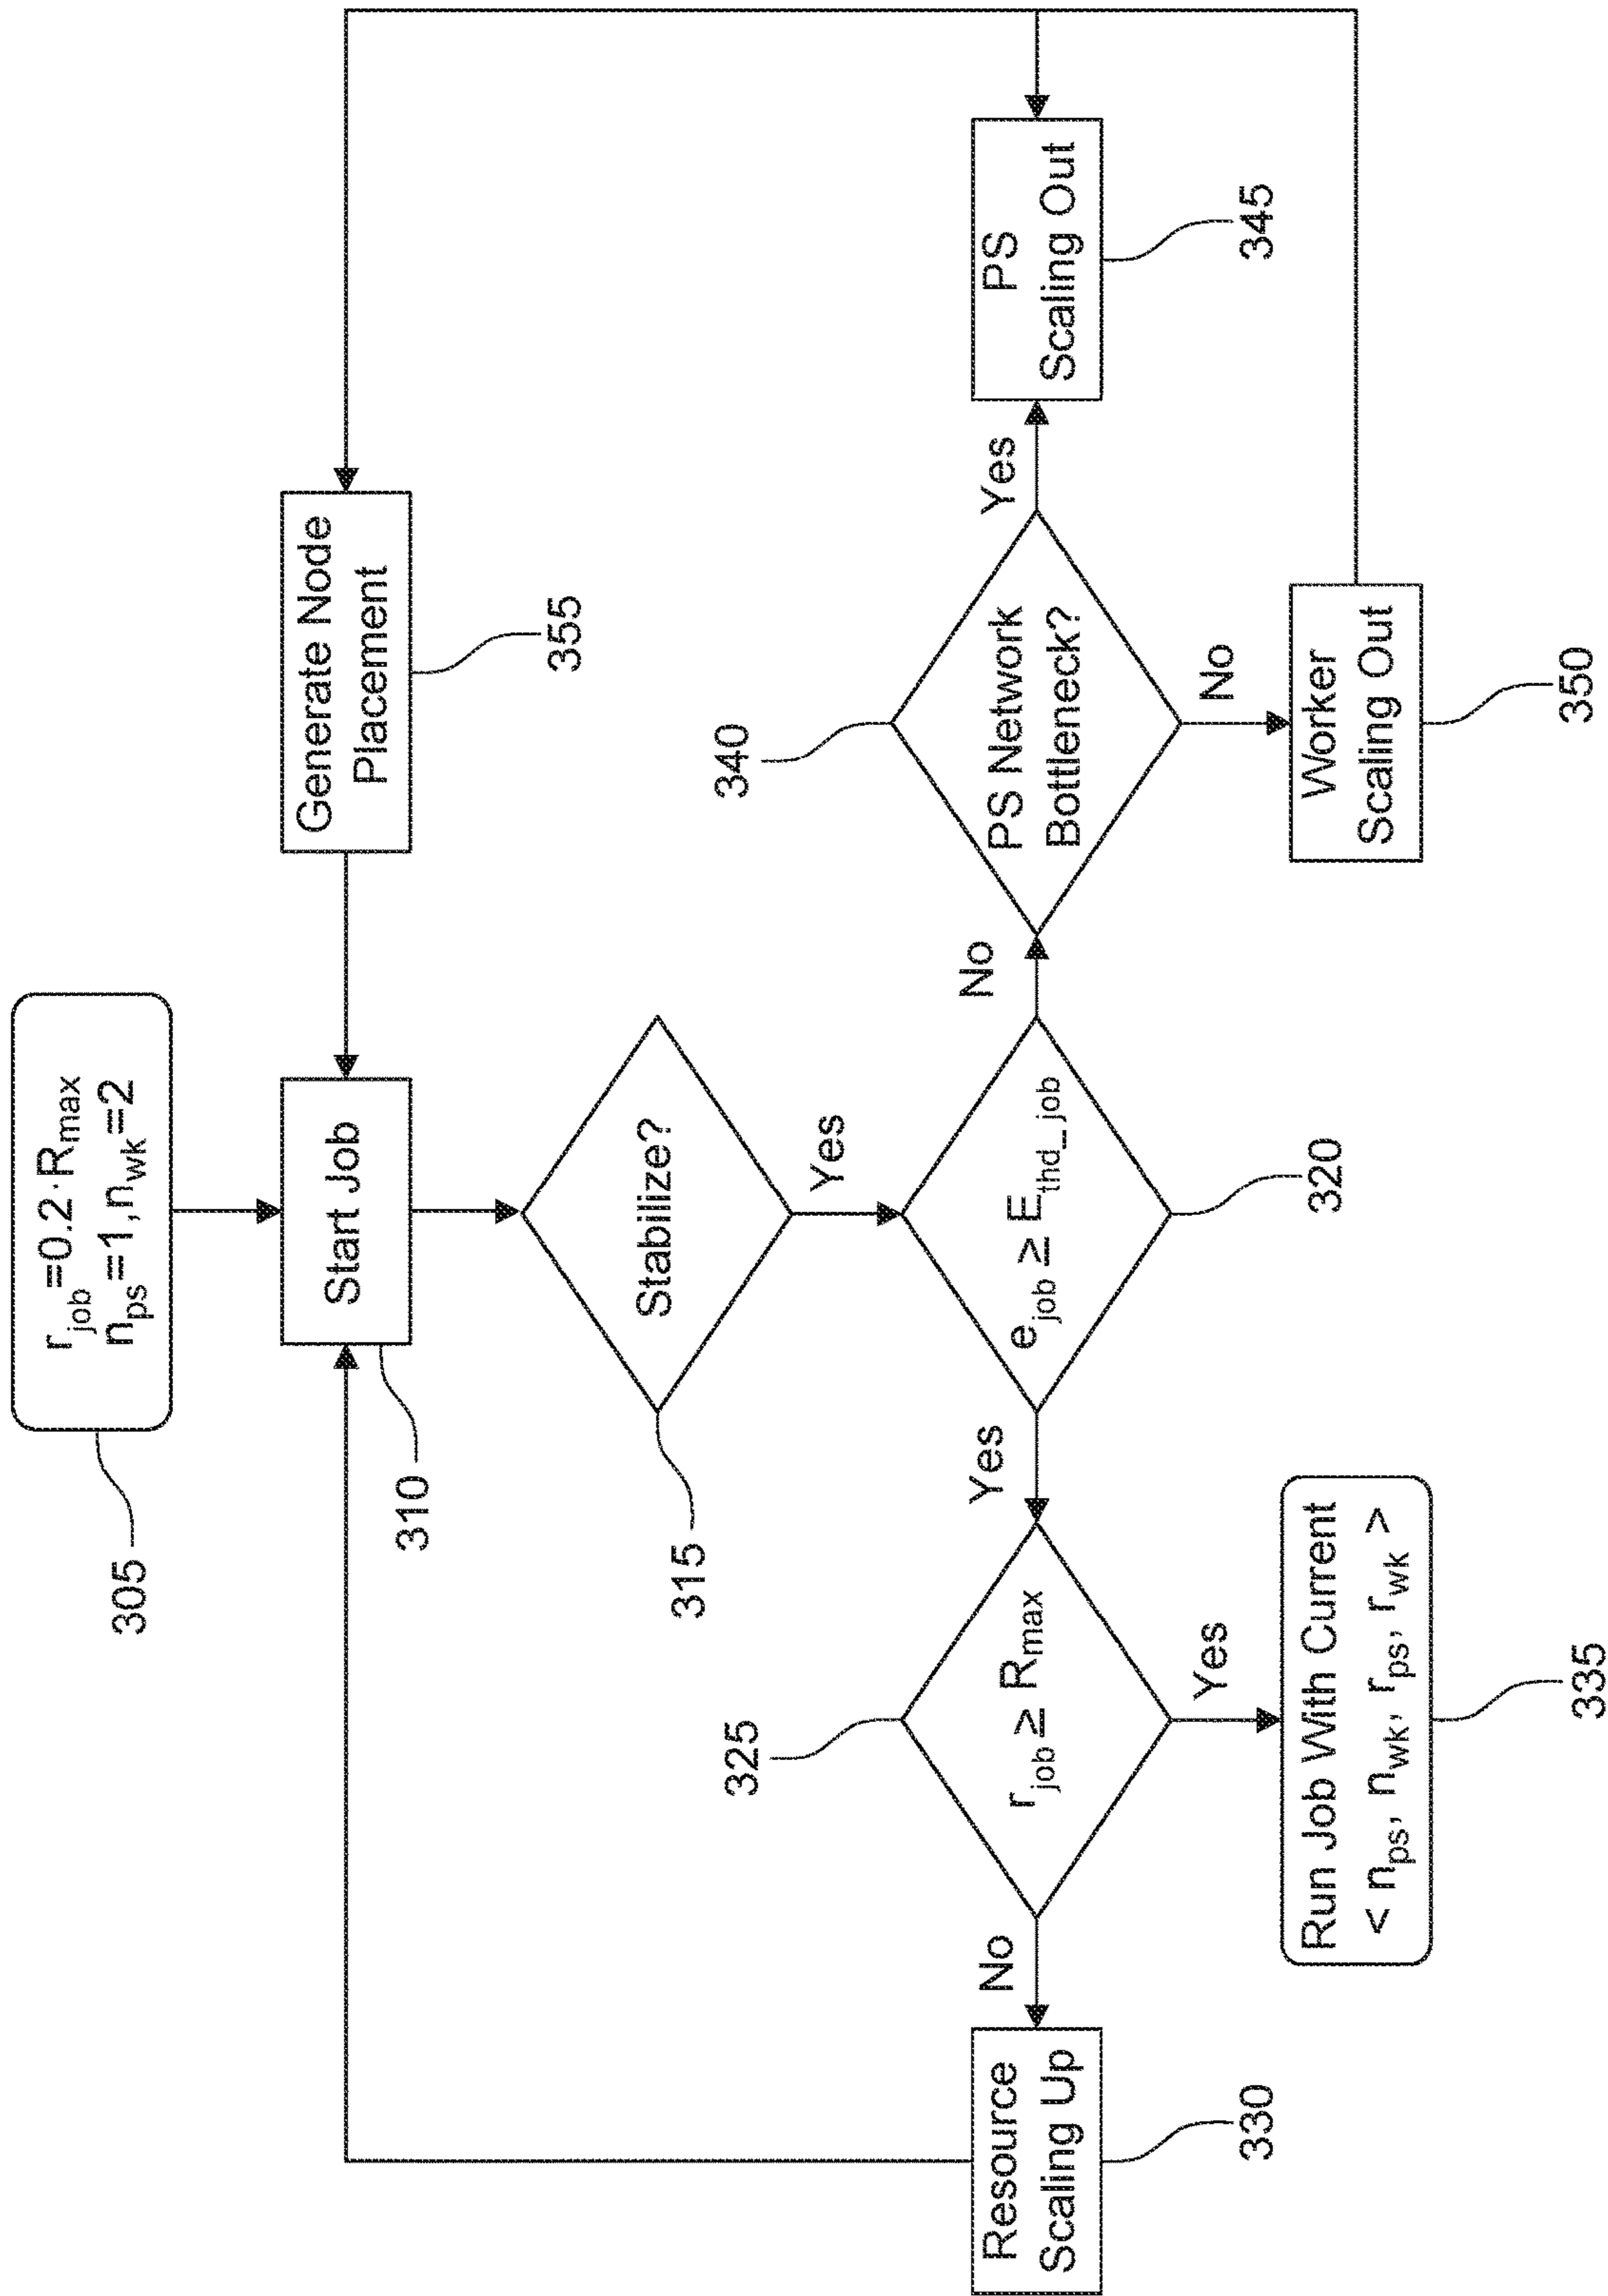 r_job=0.2·R_max
n_ps=1,n_wk=2
305
Start Job
310
Generate Node
Placement
355
Stabilize?
315
Yes
e_job ≥ E_thd_job
320
Yes
No
r_job ≥ R_max
325
No
Yes
Resource
Scaling Up
330
Run Job With Current
< n_ps, n_wk, r_ps, r_wk >
335
PS Network
Bottleneck?
340
Yes
No
PS
Scaling Out
345
Worker
Scaling Out
350